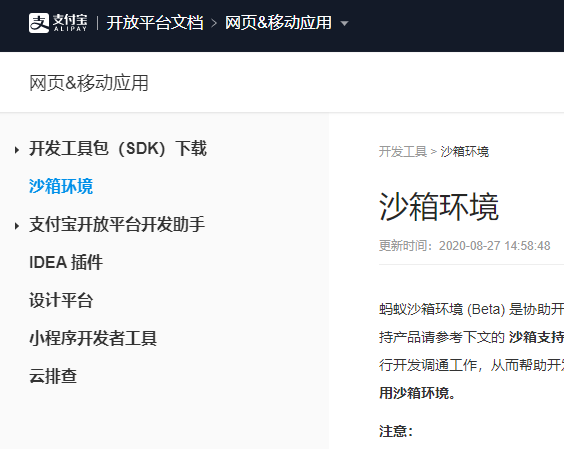 支付宝 ALIPAY | 开放平台文档 > 网页&移动应用
网页&移动应用
开发工具包（SDK）下载
沙箱环境
支付宝开放平台开发助手
IDEA 插件
设计平台
小程序开发者工具
云排查
开发工具 > 沙箱环境
沙箱环境
更新时间：2020-08-27 14:58:48
蚂蚁沙箱环境 (Beta) 是协助开
持产品请参考下文的 沙箱支持
行开发调通工作，从而帮助开发
用沙箱环境。
注意：